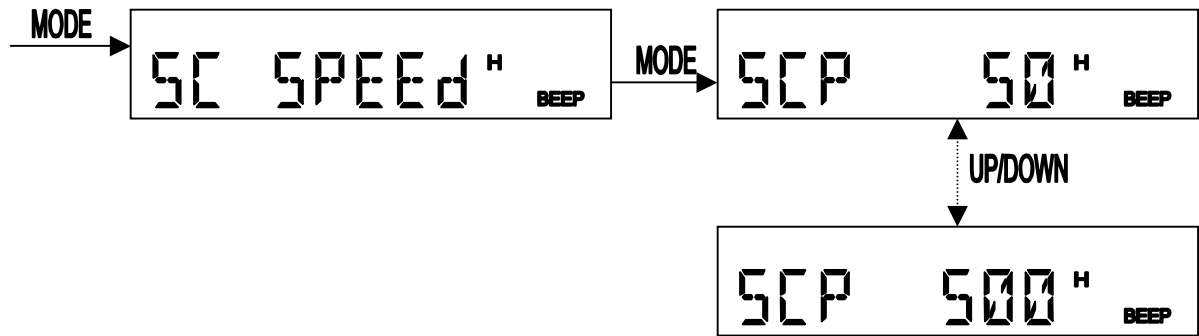 MODE
SC SPEEd H
BEEP
MODE
SCP 50 H
BEEP
UP/DOWN
SCP 500 H
BEEP